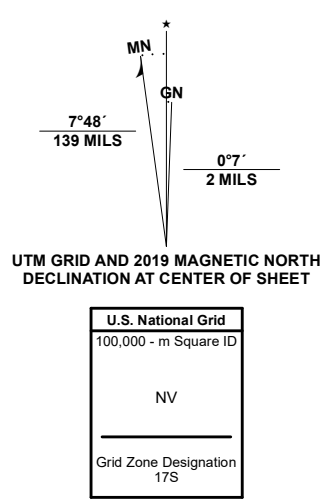 MN
GN
7°48´
139 MILS
0°7´
2 MILS
UTM GRID AND 2019 MAGNETIC NORTH
DECLINATION AT CENTER OF SHEET
U.S. National Grid
100,000 - m Square ID
NV
Grid Zone Designation
17S